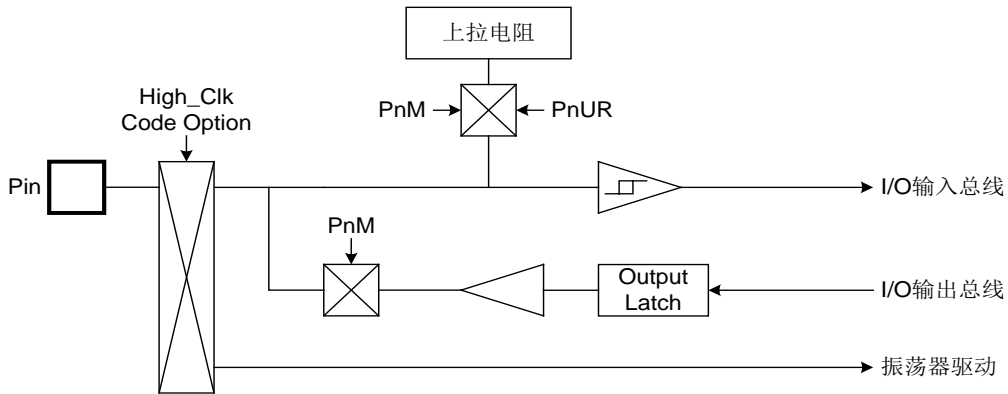 上拉电阻
High_Clk
Code Option
PnM
PnUR
Pin
I/O输入总线
PnM
Output
Latch
I/O输出总线
振荡器驱动